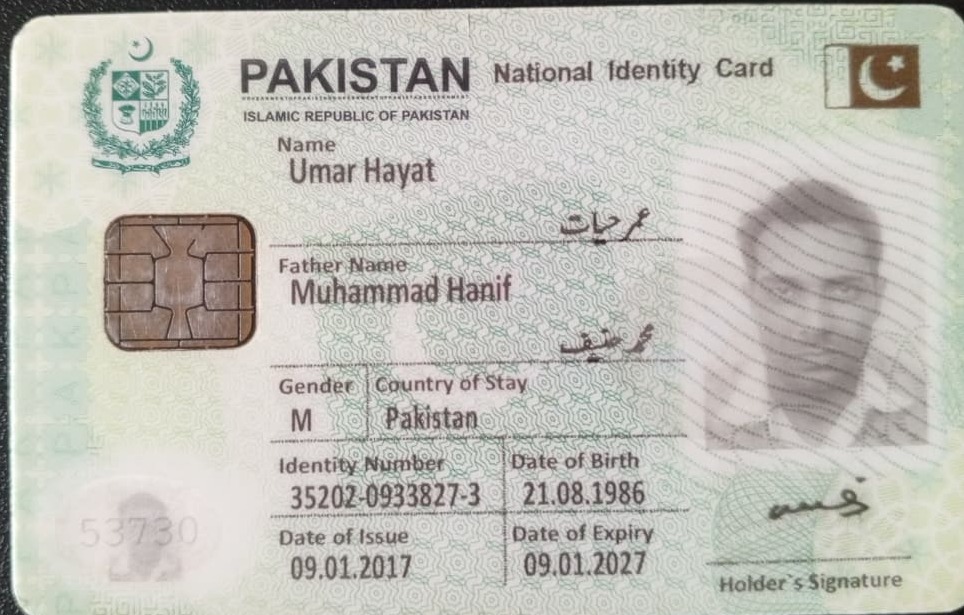 PAKISTAN National Identity Card
ISLAMIC REPUBLIC OF PAKISTAN
Name
Umar Hayat
عمر حیات
Father Name
Muhammad Hanif
محمد حنیف
Gender Country of Stay
M Pakistan
Identity Number Date of Birth
35202-0933827-3 21.08.1986
Date of Issue Date of Expiry
09.01.2017 09.01.2027
53730
Holder`s Signature